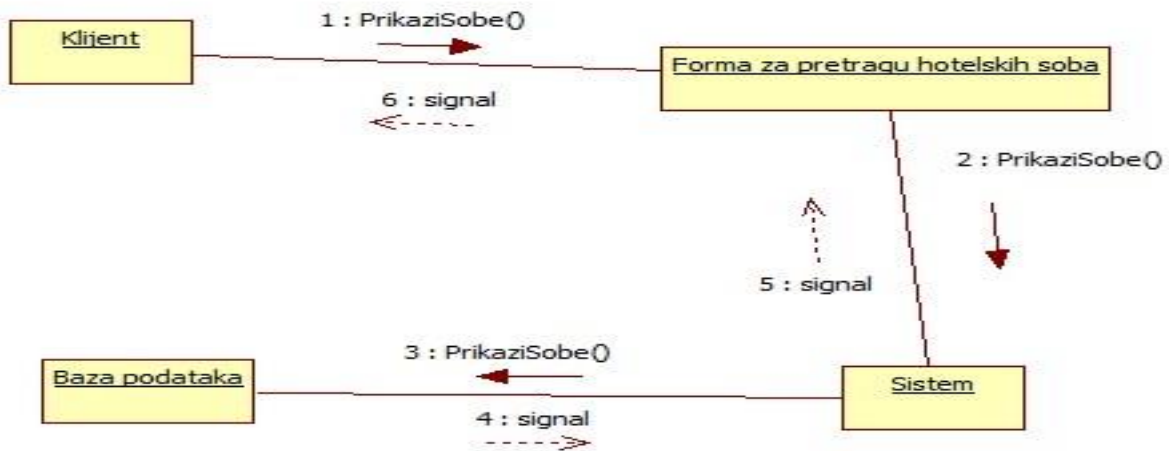 1 : PrikaziSobe()
Klijent
Forma za pretragu hotelskih soba
6 : signal
2 : PrikaziSobe()
5 : signal
3 : PrikaziSobe()
Baza podataka
Sistem
4 : signal